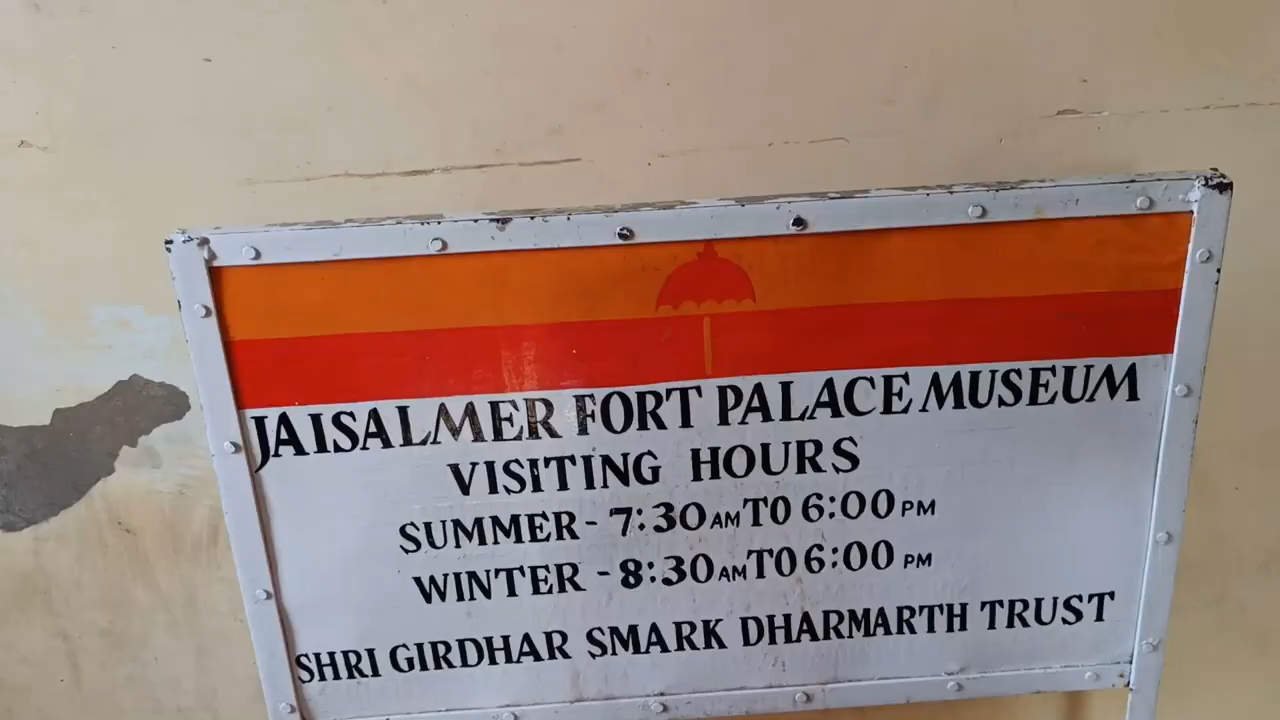 JAISALMER FORT PALACE MUSEUM
VISITING HOURS
SUMMER - 7:30 AM TO 6:00 PM
WINTER - 8:30 AM TO 6:00 PM
SHRI GIRDHAR SMARK DHARMARTH TRUST